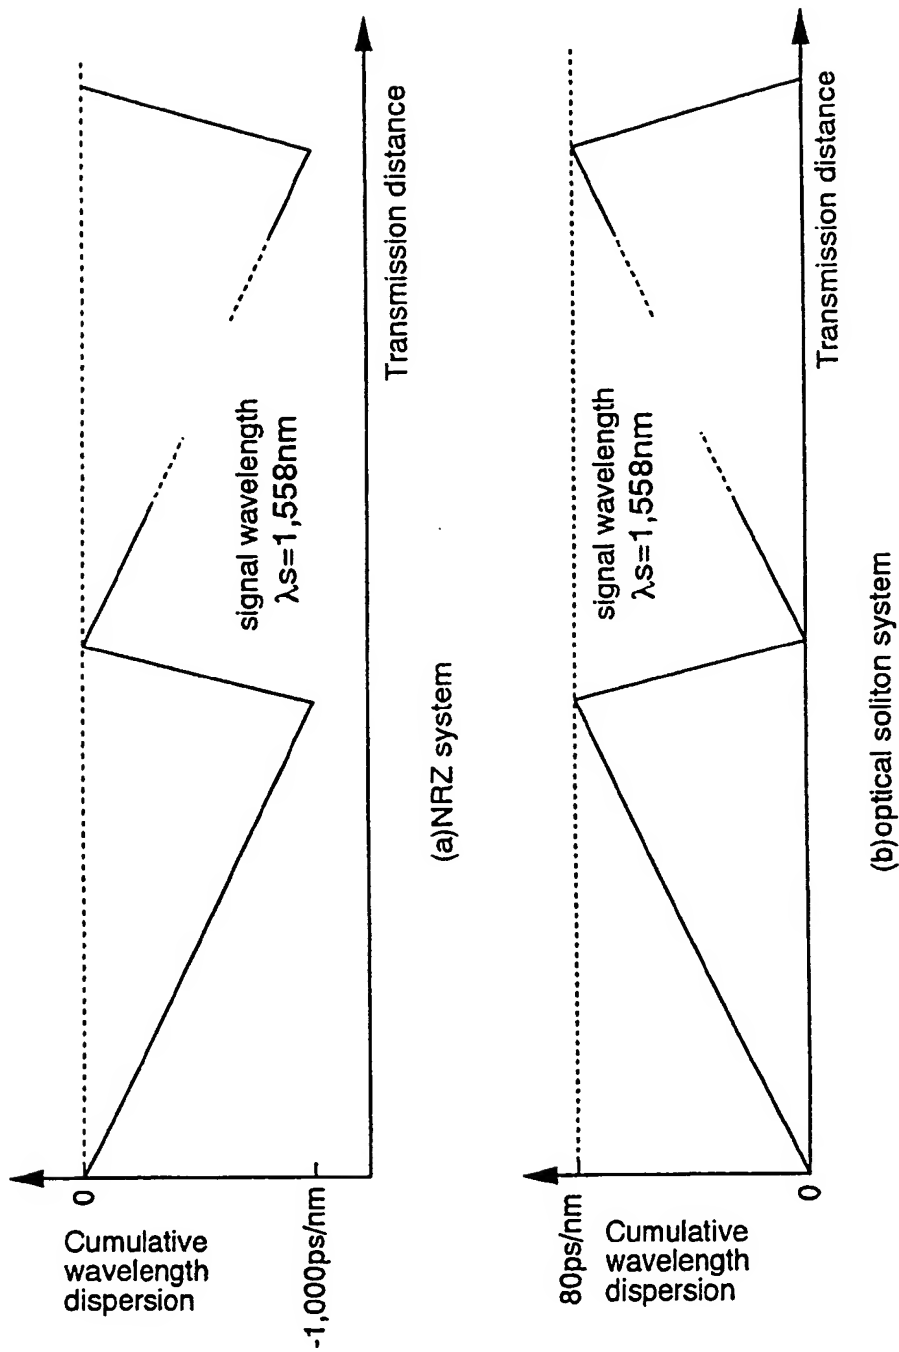 0
Cumulative
wavelength
dispersion
-1,000ps/nm
signal wavelength
λs=1,558nm
Transmission distance
(a)NRZ system
80ps/nm
Cumulative
wavelength
dispersion
0
signal wavelength
λs=1,558nm
Transmission distance
(b)optical soliton system